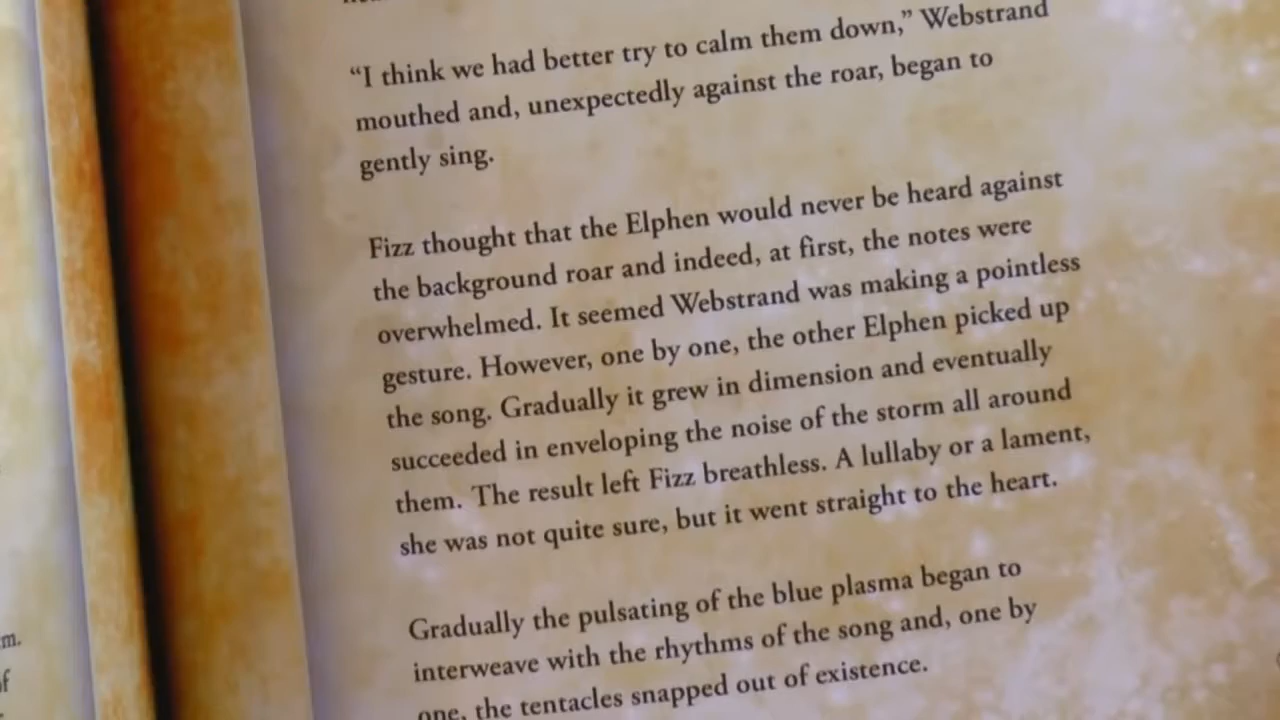 “I think we had better try to calm them down,” Webstrand
mouthed and, unexpectedly against the roar, began to
gently sing.
Fizz thought that the Elphen would never be heard against
the background roar and indeed, at first, the notes were
overwhelmed. It seemed Webstrand was making a pointless
gesture. However, one by one, the other Elphen picked up
the song. Gradually it grew in dimension and eventually
succeeded in enveloping the noise of the storm all around
them. The result left Fizz breathless. A lullaby or a lament,
she was not quite sure, but it went straight to the heart.
Gradually the pulsating of the blue plasma began to
interweave with the rhythms of the song and, one by
one, the tentacles snapped out of existence.